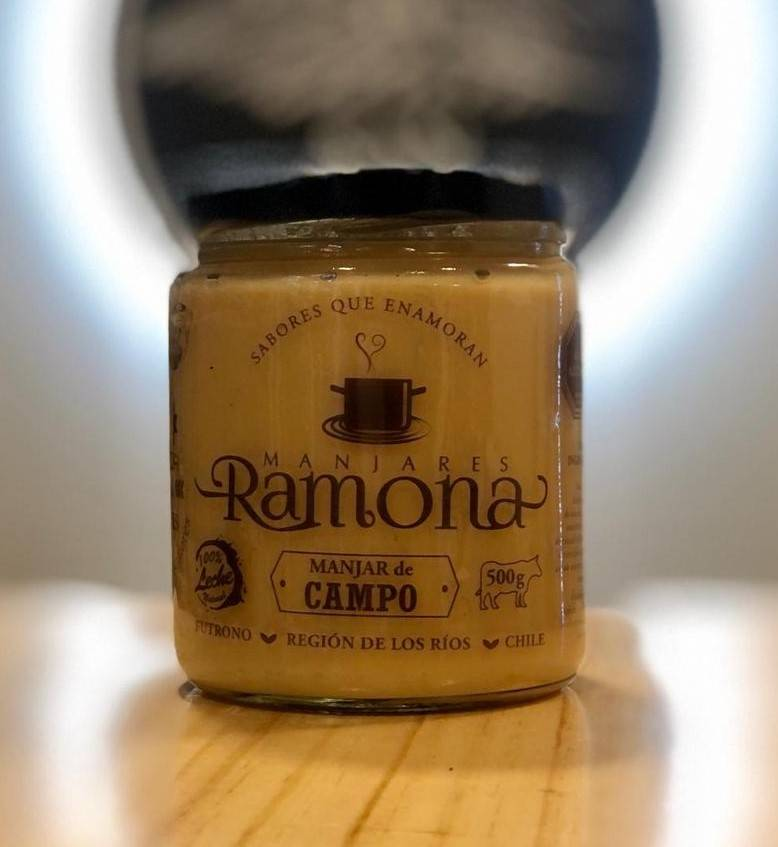 SABORES QUE ENAMORAN
MANJARES
Ramona
100%
Leche
MANJAR de
CAMPO
500g
FUTRONO REGIÓN DE LOS RÍOS CHILE